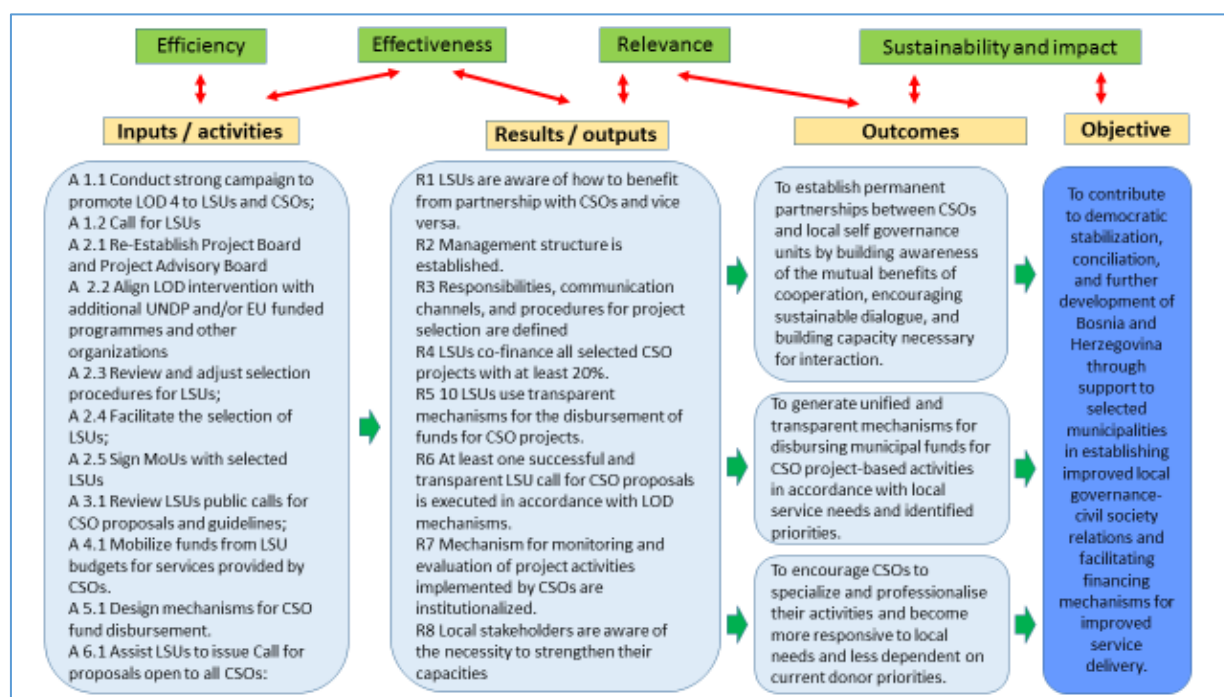 Efficiency
Effectiveness
Relevance
Sustainability and impact
Inputs / activities
Results / outputs
Outcomes
Objective
A 1.1 Conduct strong campaign to
promote LOD 4 to LSUs and CSOs;
A 1.2 Call for LSUs
A 2.1 Re-Establish Project Board
and Project Advisory Board
A 2.2 Align LOD intervention with
additional UNDP and/or EU funded
programmes and other
organizations
A 2.3 Review and adjust selection
procedures for LSUs;
A 2.4 Facilitate the selection of
LSUs;
A 2.5 Sign MoUs with selected
LSUs
A 3.1 Review LSUs public calls for
CSO proposals and guidelines;
A 4.1 Mobilize funds from LSU
budgets for services provided by
CSOs.
A 5.1 Design mechanisms for CSO
fund disbursement.
A 6.1 Assist LSUs to issue Call for
proposals open to all CSOs:
R1 LSUs are aware of how to benefit
from partnership with CSOs and vice
versa.
R2 Management structure is
established.
R3 Responsibilities, communication
channels, and procedures for project
selection are defined
R4 LSUs co-finance all selected CSO
projects with at least 20%.
R5 10 LSUs use transparent
mechanisms for the disbursement of
funds for CSO projects.
R6 At least one successful and
transparent LSU call for CSO proposals
is executed in accordance with LOD
mechanisms.
R7 Mechanism for monitoring and
evaluation of project activities
implemented by CSOs are
institutionalized.
R8 Local stakeholders are aware of
the necessity to strengthen their
capacities
To establish permanent
partnerships between CSOs
and local self governance
units by building awareness
of the mutual benefits of
cooperation, encouraging
sustainable dialogue, and
building capacity necessary
for interaction.
To generate unified and
transparent mechanisms for
disbursing municipal funds for
CSO project-based activities
in accordance with local
service needs and identified
priorities.
To encourage CSOs to
specialize and professionalise
their activities and become
more responsive to local
needs and less dependent on
current donor priorities.
To contribute
to democratic
stabilization,
conciliation,
and further
development of
Bosnia and
Herzegovina
through
support to
selected
municipalities
in establishing
improved local
governance-
civil society
relations and
facilitating
financing
mechanisms for
improved
service
delivery.